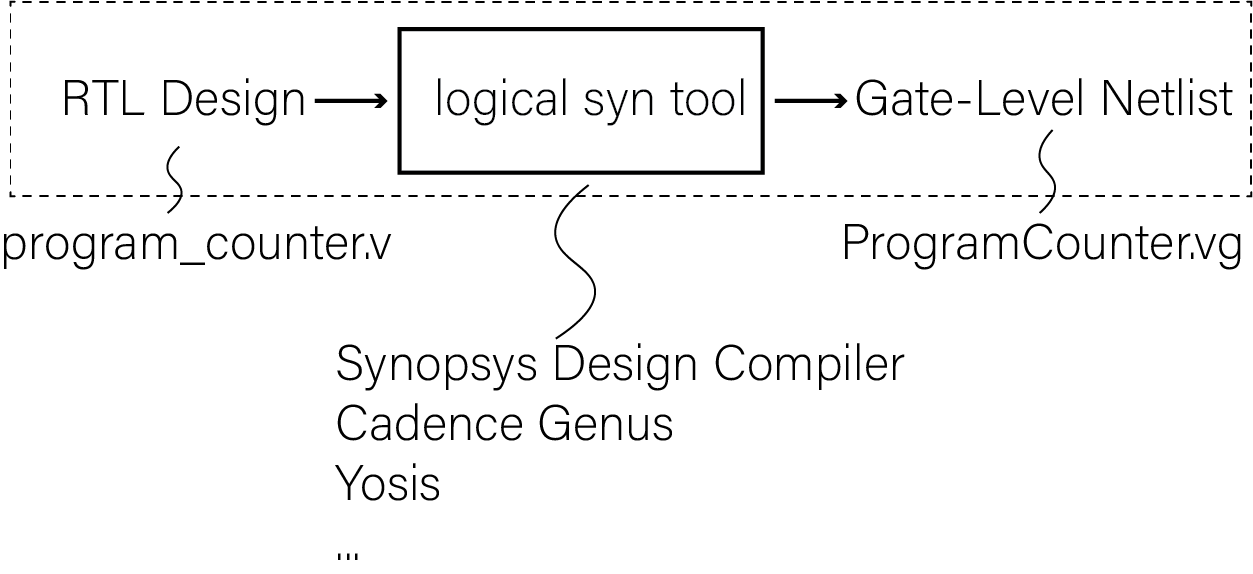 RTL Design
logical syn tool
Gate-Level Netlist
program_counter.v
ProgramCounter.vg
Synopsys Design Compiler
Cadence Genus
Yosis
...